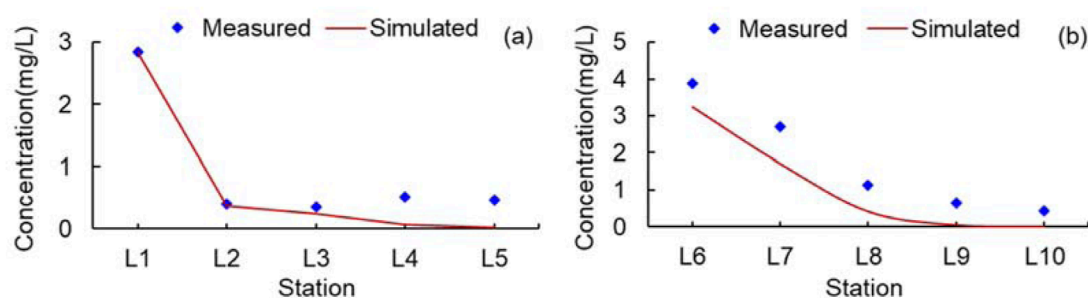 Measured Simulated (a)
Concentration(mg/L)
3
2
1
0
L1 L2 L3 L4 L5
Station
Measured Simulated (b)
Concentration(mg/L)
5
4
3
2
1
0
L6 L7 L8 L9 L10
Station